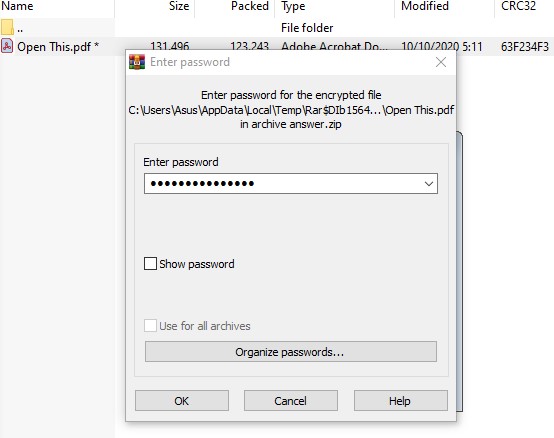 Name Size Packed Type Modified CRC32
.. File folder
Open This.pdf * 131,496 123,243 Adobe Acrobat Do... 10/10/2020 5:11 63F234F3
Enter password
Enter password for the encrypted file
C:\Users\Asus\AppData\Local\Temp\Rar$DIb1564...\Open This.pdf
in archive answer.zip
Enter password
•••••••••••••••
Show password
Use for all archives
Organize passwords...
OK Cancel Help